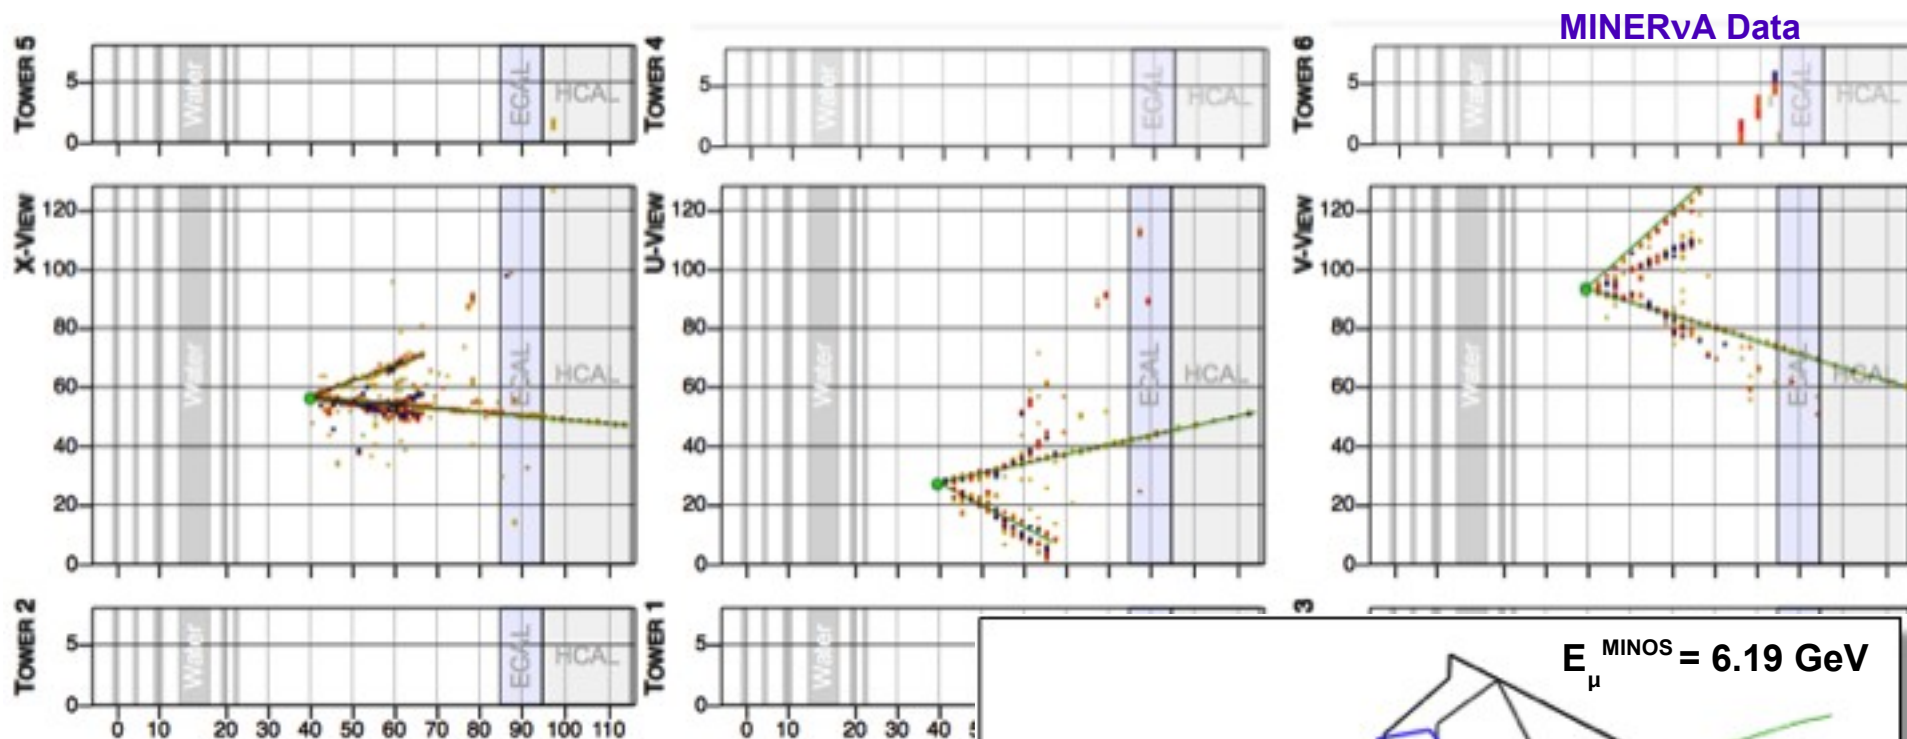 MINERνA Data
TOWER 5
5
0
Water
ECAL
HCAL
TOWER 4
5
0
Water
ECAL
HCAL
TOWER 6
5
0
Water
ECAL
HCAL
X-VIEW
120
100
80
60
40
20
0
Water
ECAL
HCAL
U-VIEW
120
100
80
60
40
20
0
Water
ECAL
HCAL
V-VIEW
120
100
80
60
40
20
0
Water
ECAL
HCAL
TOWER 2
5
0
Water
ECAL
HCAL
0 10 20 30 40 50 60 70 80 90 100 110
TOWER 1
5
0
Water
0 10 20 30 40
3
E μ MINOS = 6.19 GeV